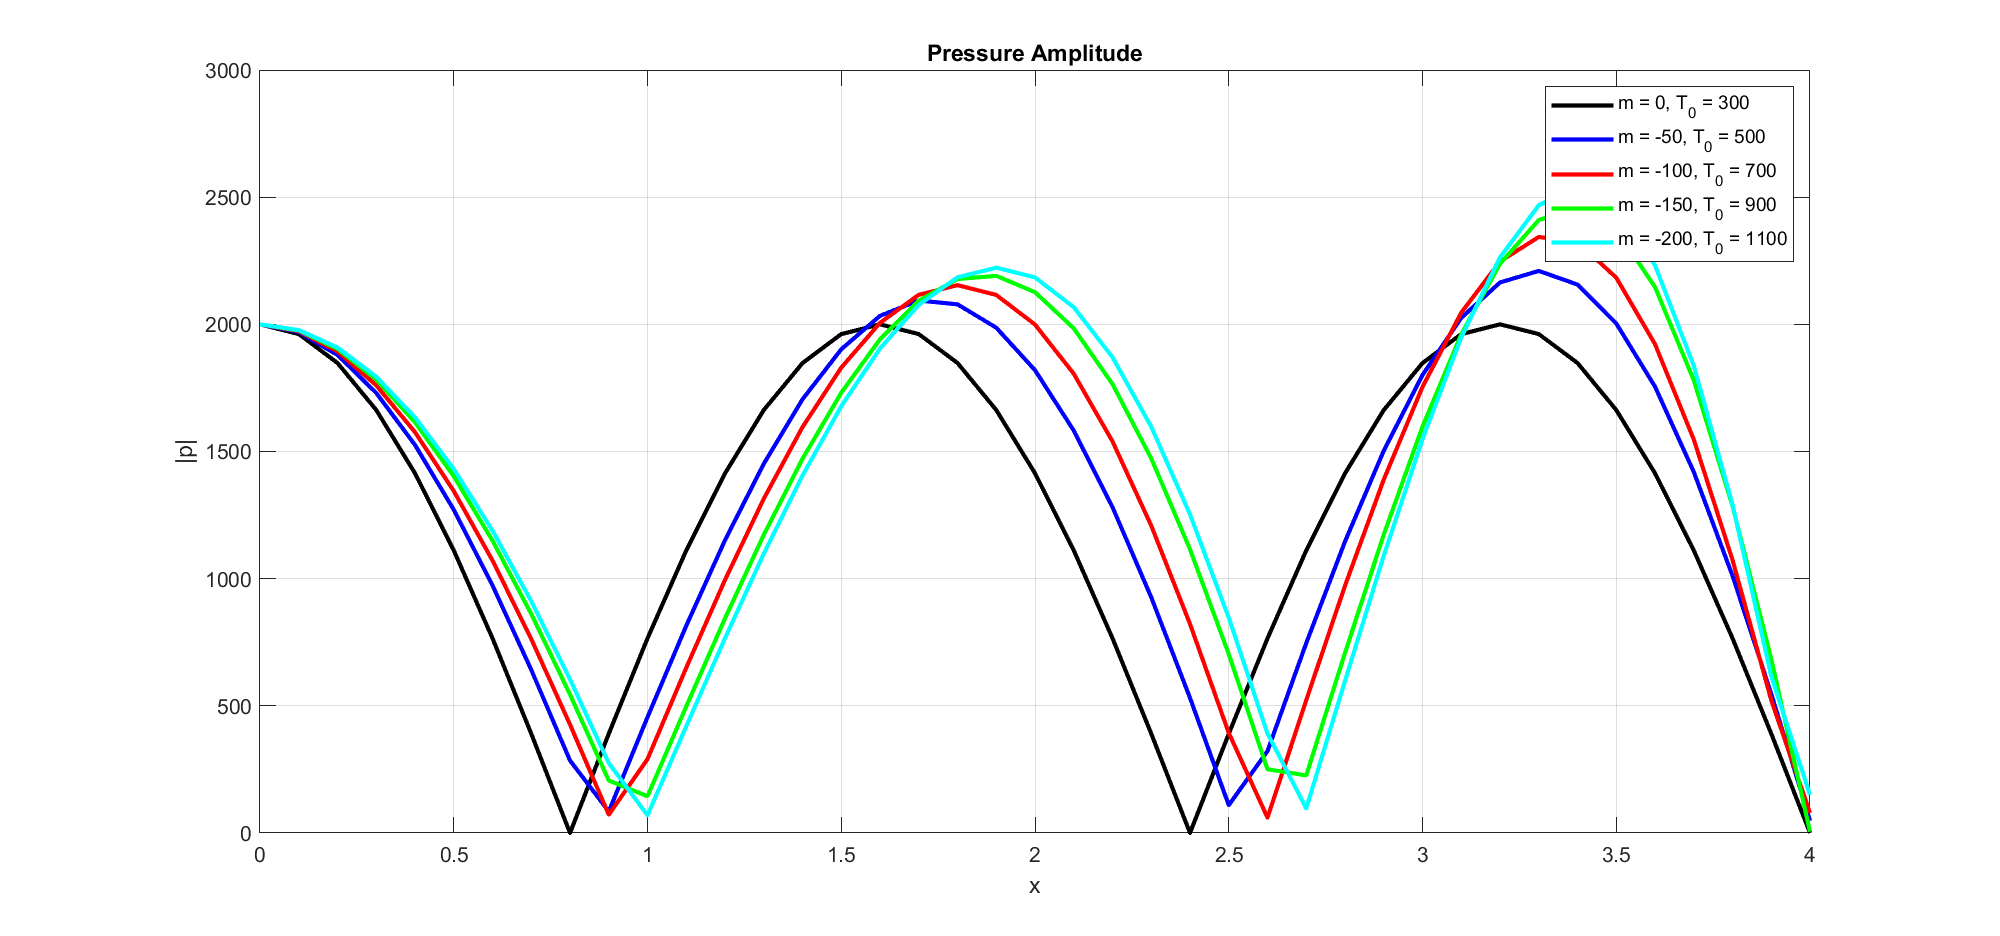 Pressure Amplitude
3000
2500
2000
1500
1000
500
0
|p|
0 0.5 1 1.5 2 2.5 3 3.5 4
x
m = 0, T₀ = 300
m = -50, T₀ = 500
m = -100, T₀ = 700
m = -150, T₀ = 900
m = -200, T₀ = 1100